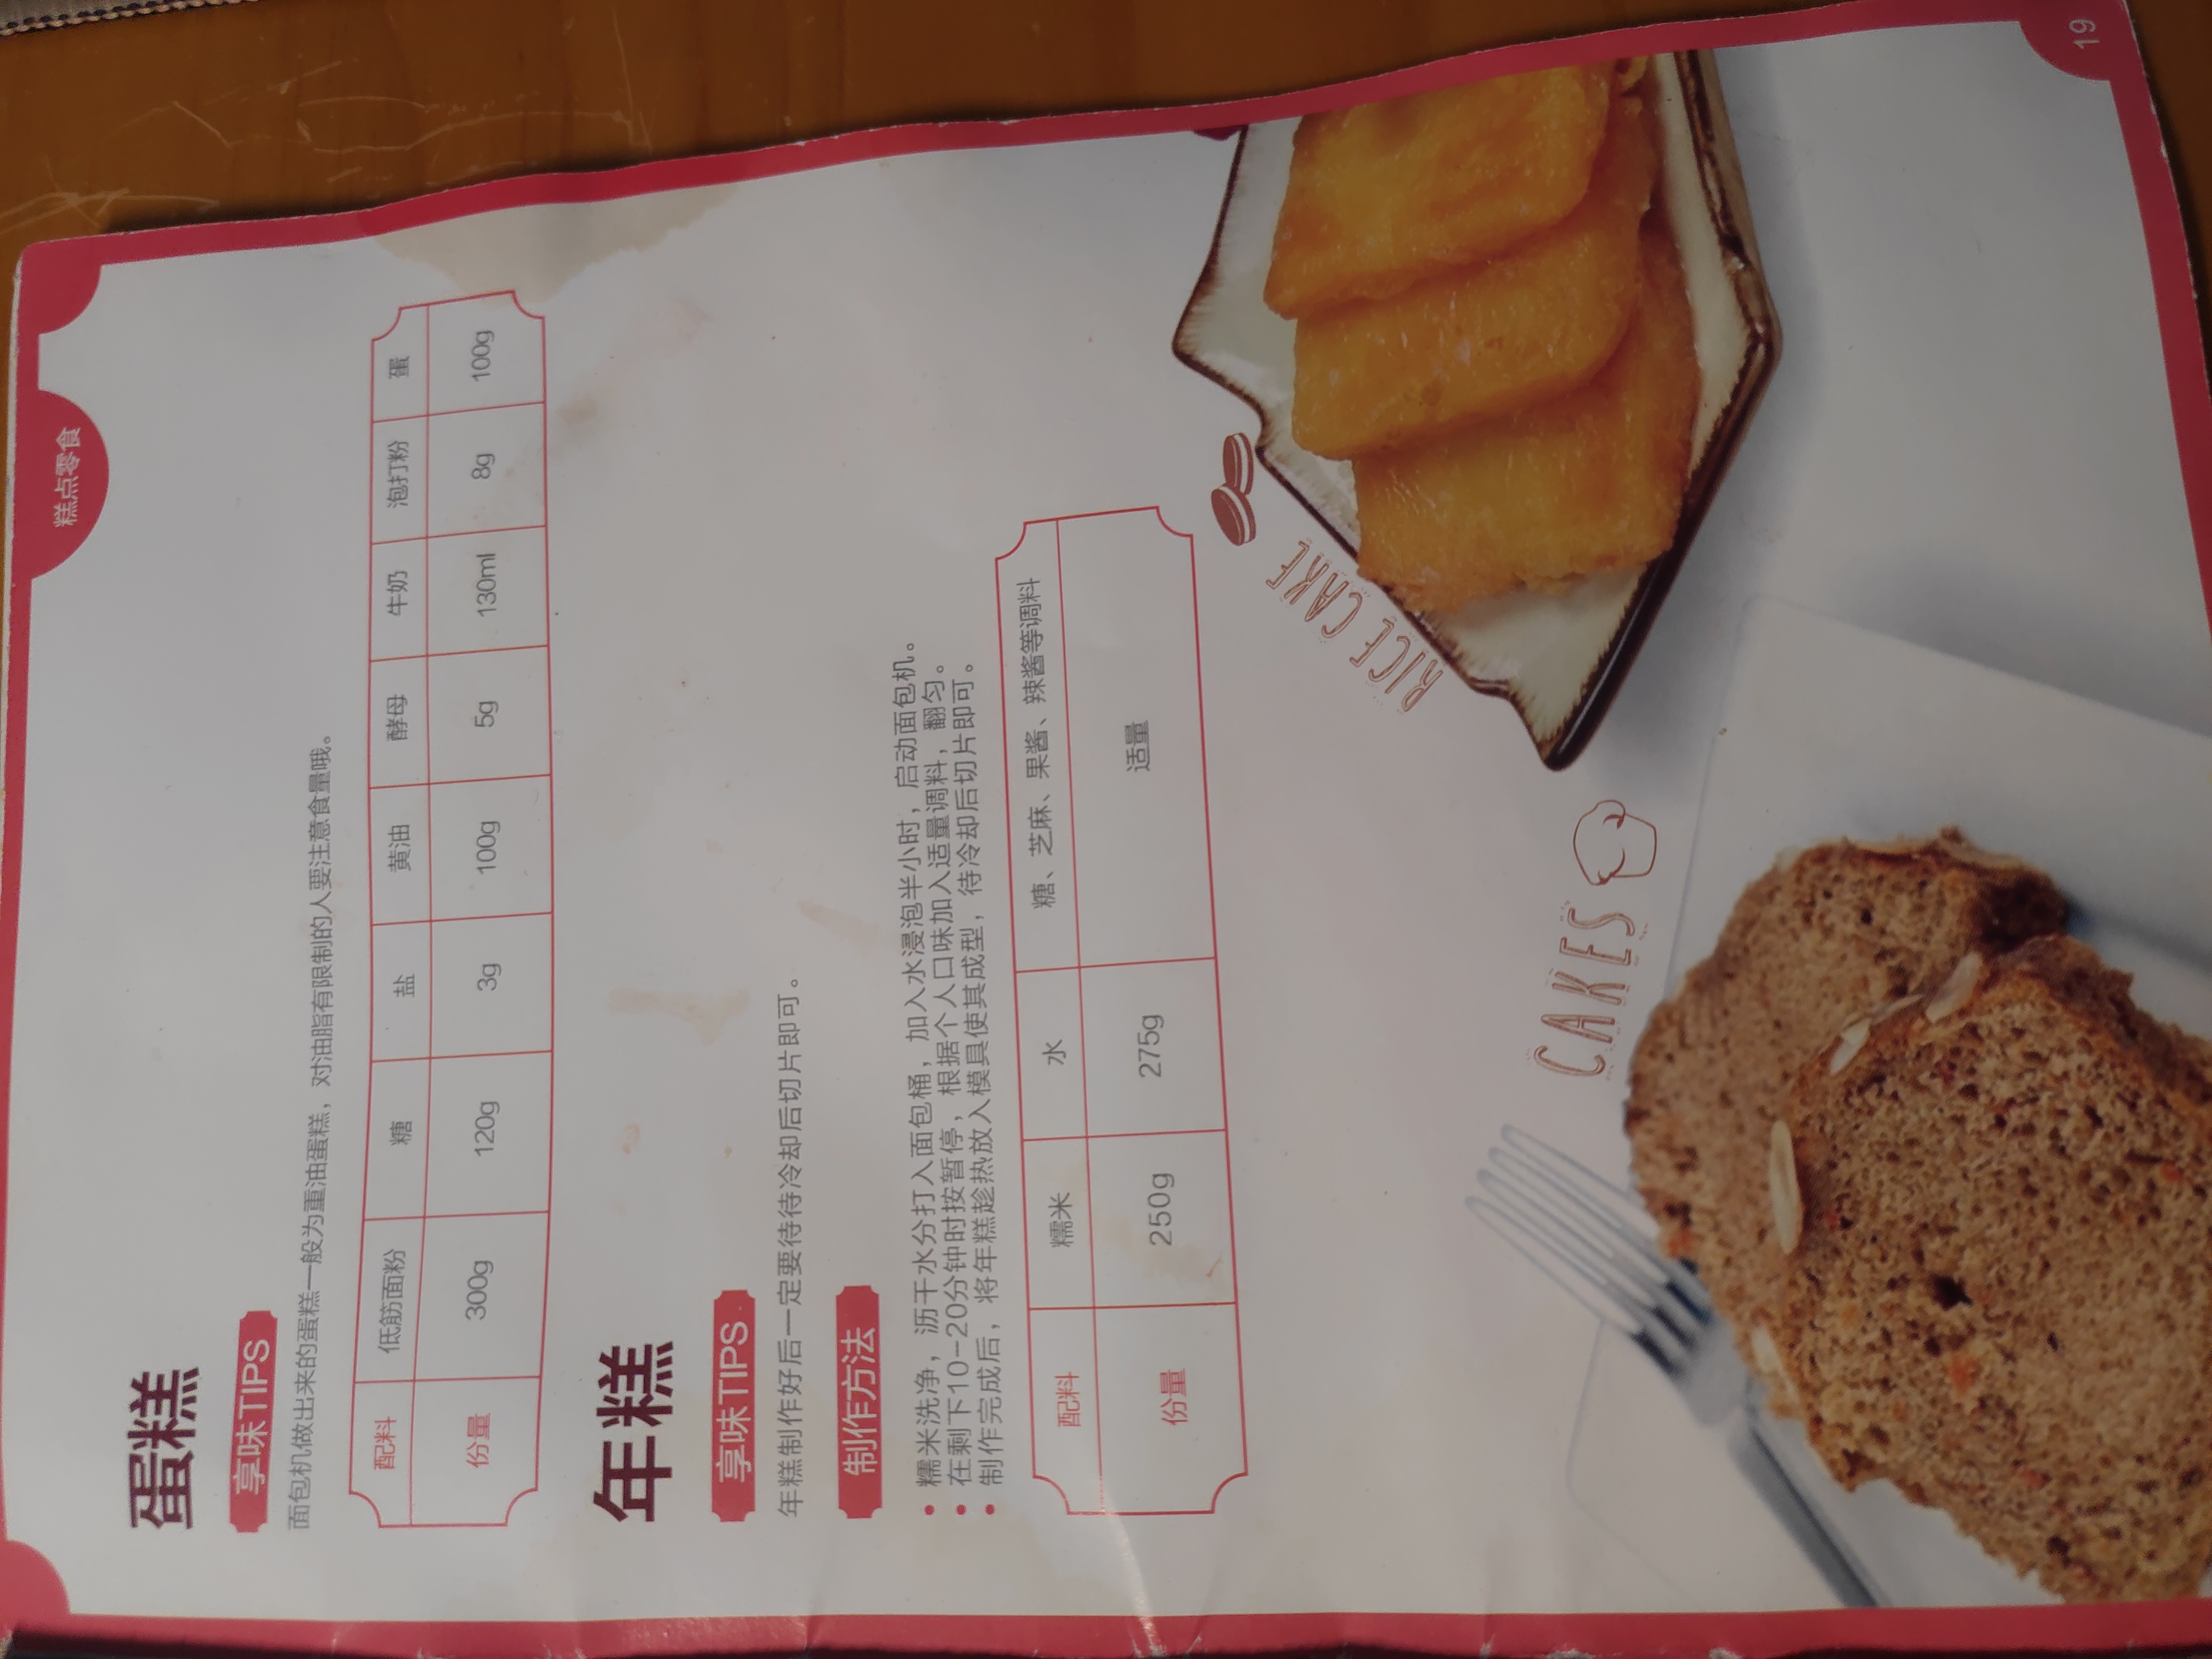 糕点零食
蛋糕
享味TIPS
面包机做出来的蛋糕一般为重油蛋糕，对油脂有限制的人要注意食量哦。
配料 低筋面粉 糖 盐 黄油 酵母 牛奶 泡打粉 蛋
份量 300g 120g 3g 100g 5g 130ml 8g 100g
年糕
享味TIPS
年糕制作好后一定要待待冷却后切片即可。
制作方法
• 糯米洗净，沥干水分打入面包桶，加入水浸泡半小时，启动面包机。
• 在剩下10-20分钟时按暂停，根据个人口味加入适量调料，翻匀。
• 制作完成后，将年糕趁热放入模具使其成型，待冷却后切片即可。
配料 糯米 水 糖、芝麻、果酱、辣酱等调料
份量 250g 275g 适量
RICE CAKE
CAKES
19